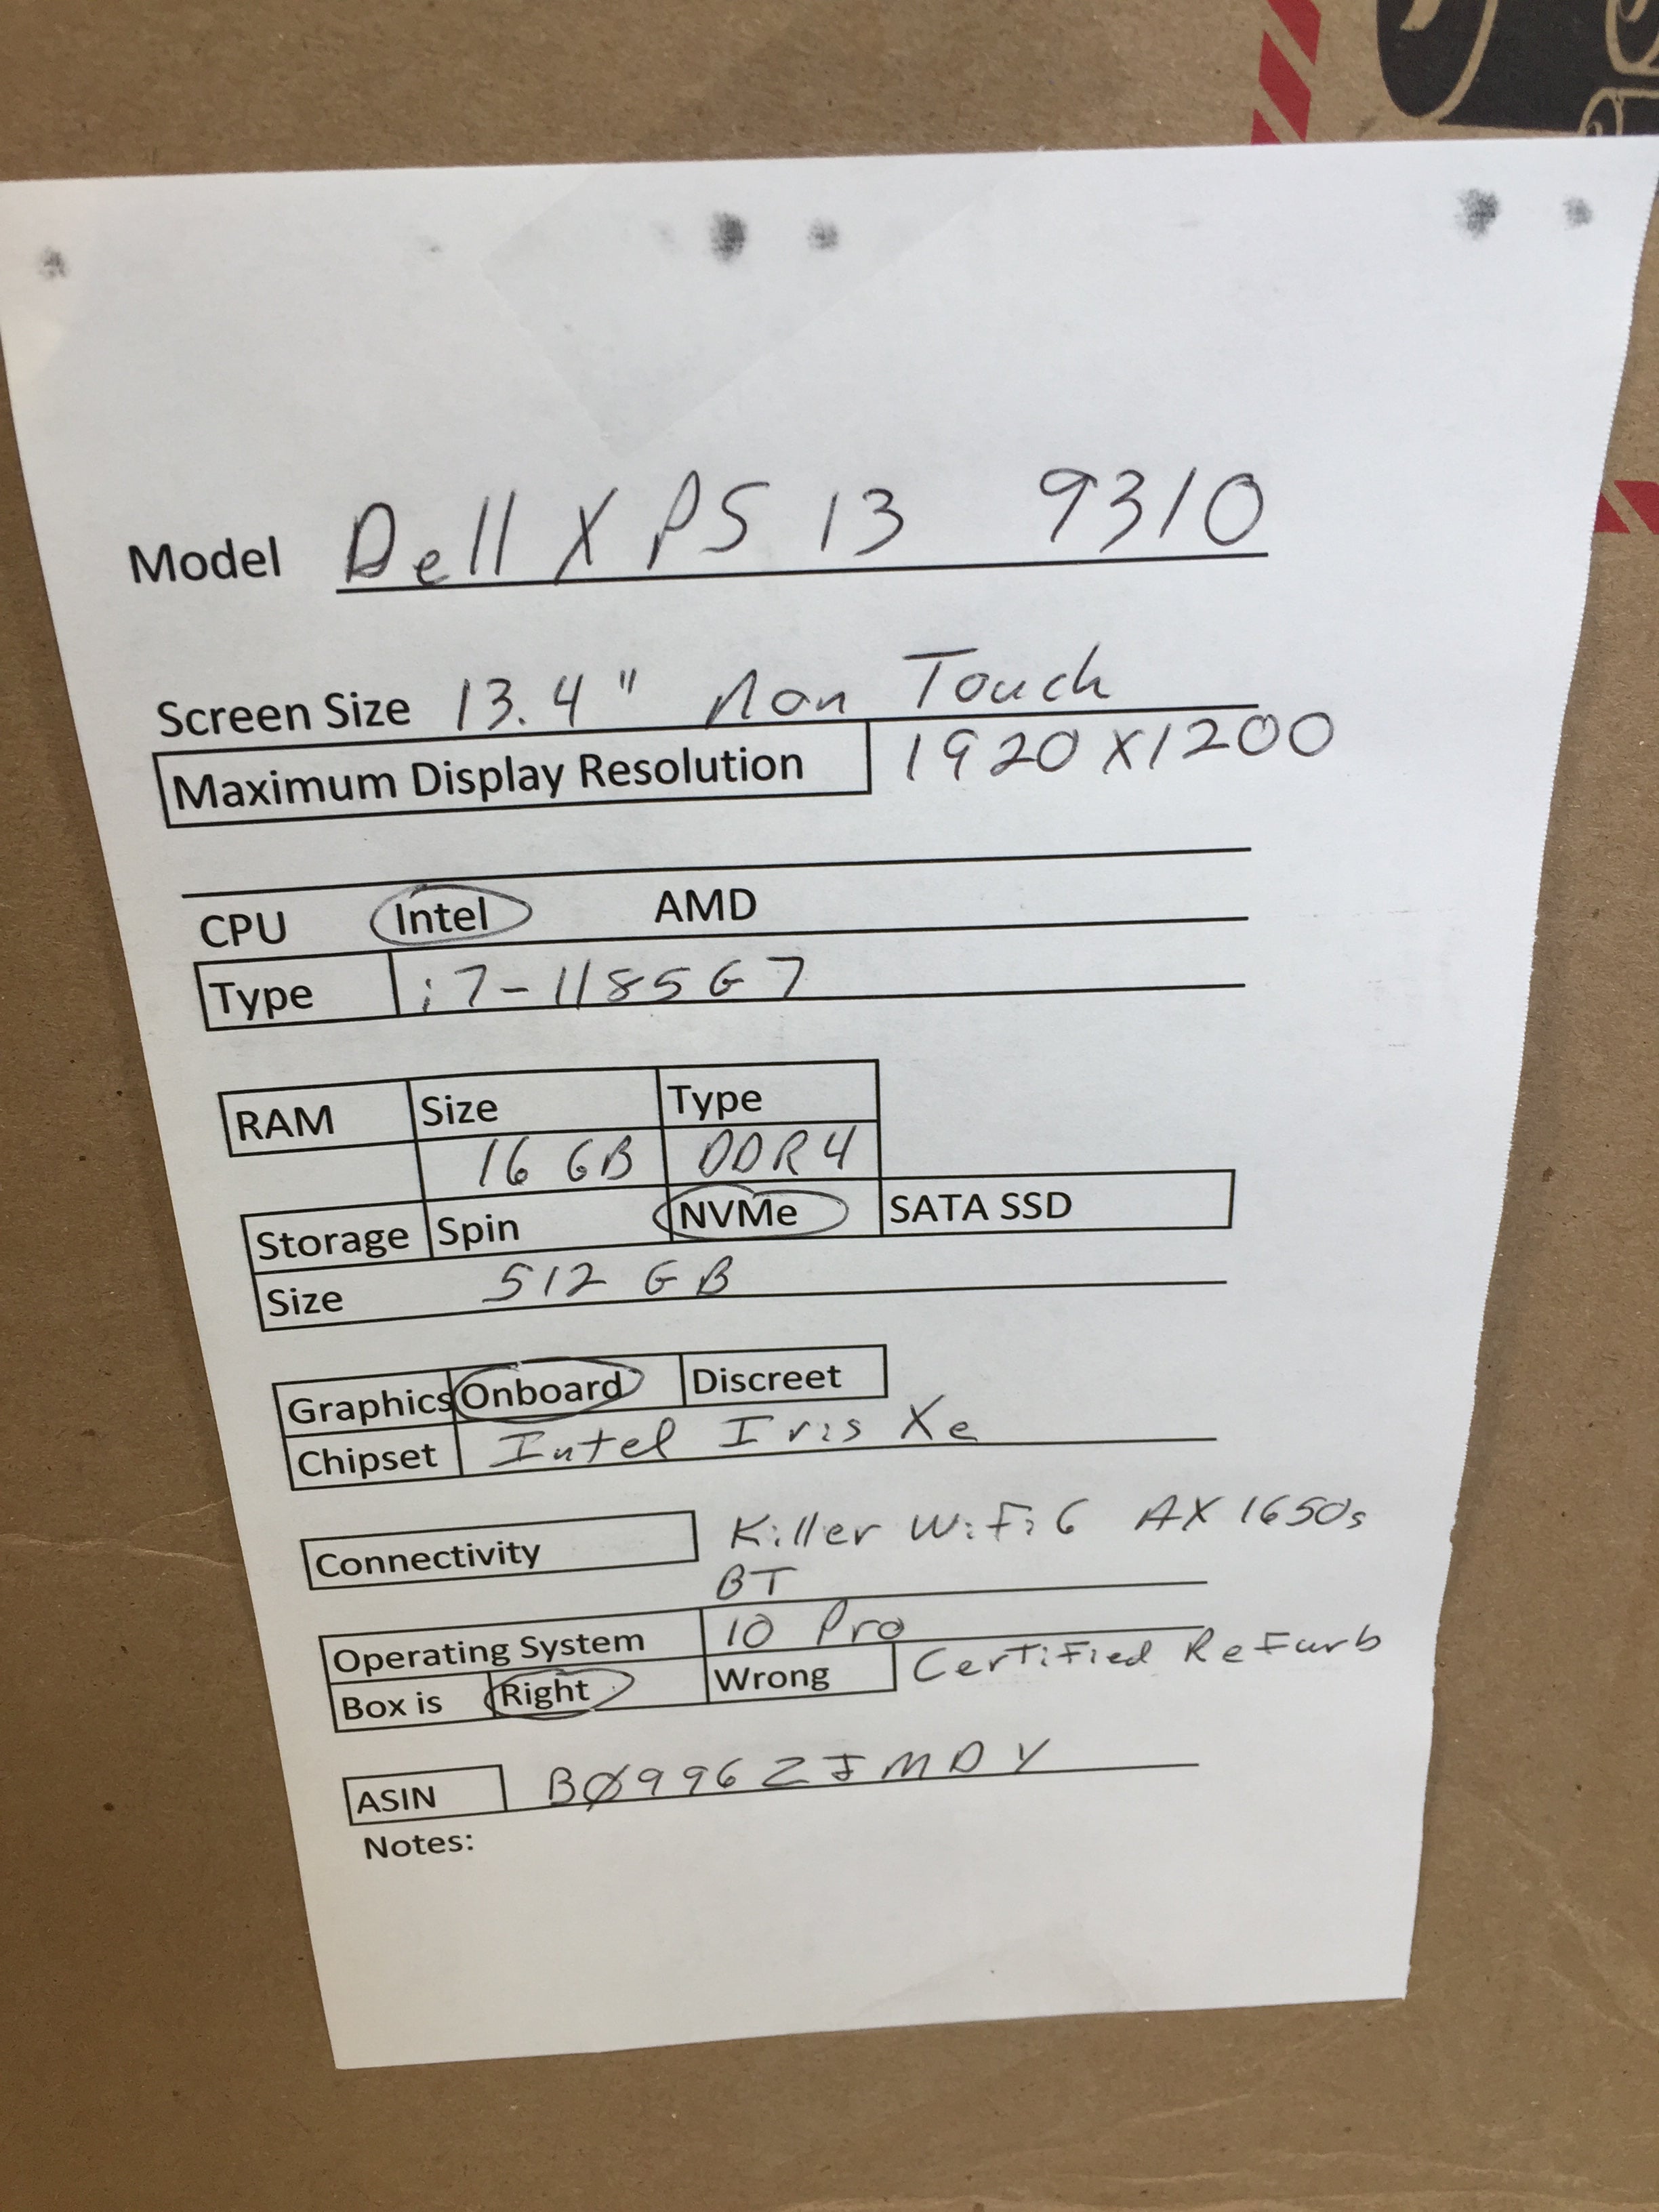 Model Dell XPS 13 9310
Screen Size 13.4" Non Touch
Maximum Display Resolution 1920X1200
CPU Intel AMD
Type i7-1185G7
RAM Size Type
16 GB DDR4
Storage Spin NVMe SATA SSD
Size 512 GB
Graphics Onboard Discreet
Chipset Intel Iris Xe
Connectivity Killer WiFi 6 AX 1650s
BT
Operating System 10 Pro
Box is Right Wrong Certified Refurb
ASIN BØ996ZJMDY
Notes: